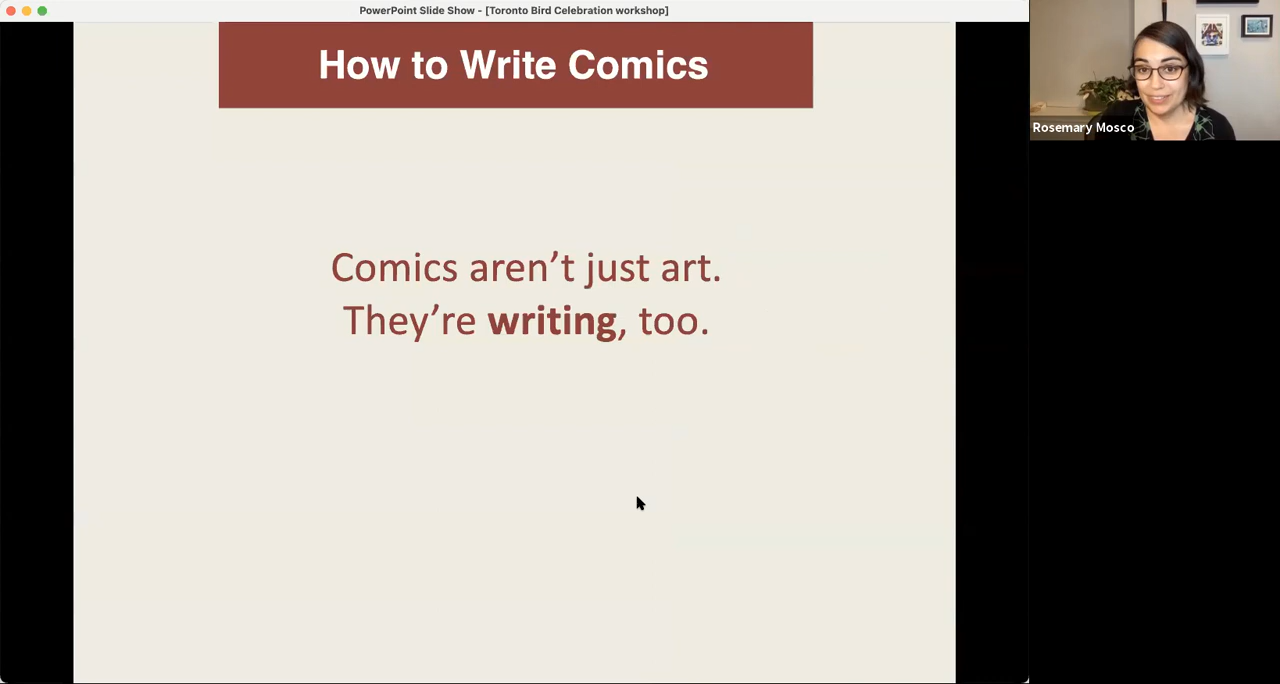 PowerPoint Slide Show - [Toronto Bird Celebration workshop]
How to Write Comics
Comics aren’t just art.
They’re writing, too.
Rosemary Mosco